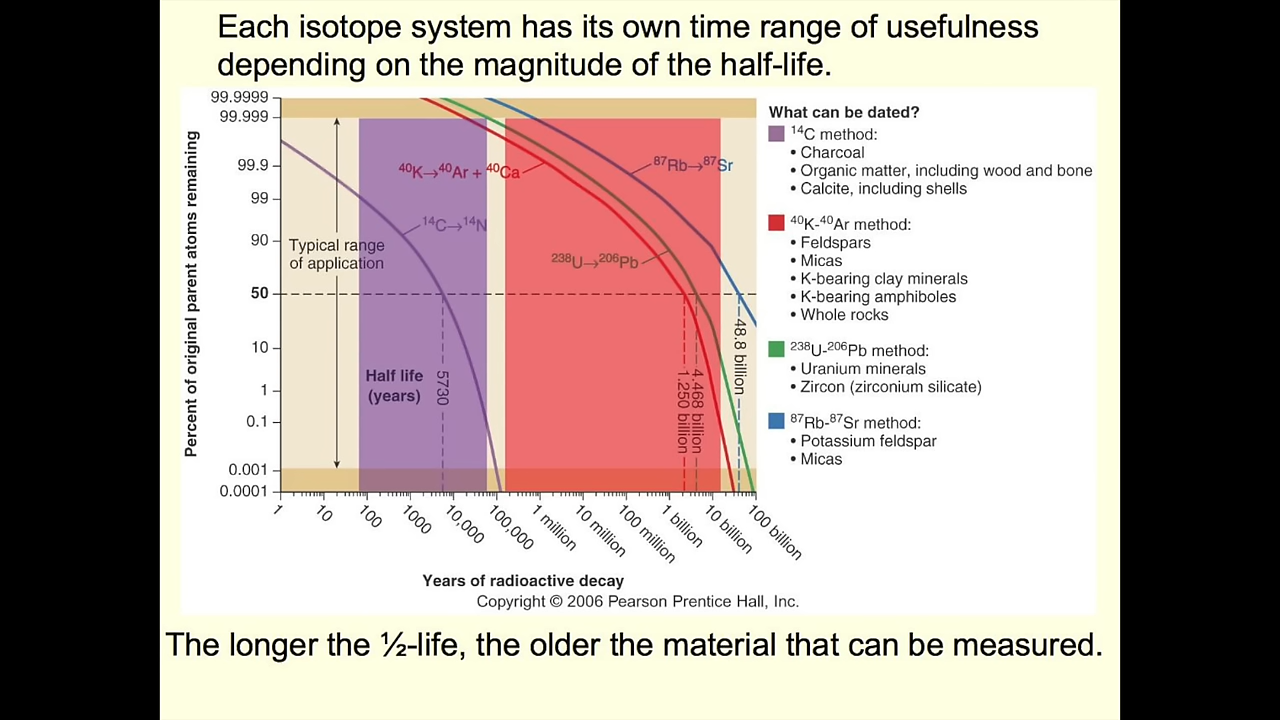 Each isotope system has its own time range of usefulness
depending on the magnitude of the half-life.
Percent of original parent atoms remaining
99.9999
99.999
99.9
99
90
50
10
1
0.1
0.001
0.0001
⁴⁰K→⁴⁰Ar + ⁴⁰Ca
⁸⁷Rb→⁸⁷Sr
¹⁴C→¹⁴N
²³⁸U→²⁰⁶Pb
Typical range
of application
Half life
(years)
5730
1.250 billion
4.468 billion
48.8 billion
1
10
100
1000
10,000
100,000
1 million
10 million
100 million
1 billion
10 billion
100 billion
Years of radioactive decay
What can be dated?
¹⁴C method:
• Charcoal
• Organic matter, including wood and bone
• Calcite, including shells
⁴⁰K-⁴⁰Ar method:
• Feldspars
• Micas
• K-bearing clay minerals
• K-bearing amphiboles
• Whole rocks
²³⁸U-²⁰⁶Pb method:
• Uranium minerals
• Zircon (zirconium silicate)
⁸⁷Rb-⁸⁷Sr method:
• Potassium feldspar
• Micas
Copyright © 2006 Pearson Prentice Hall, Inc.
The longer the ½-life, the older the material that can be measured.